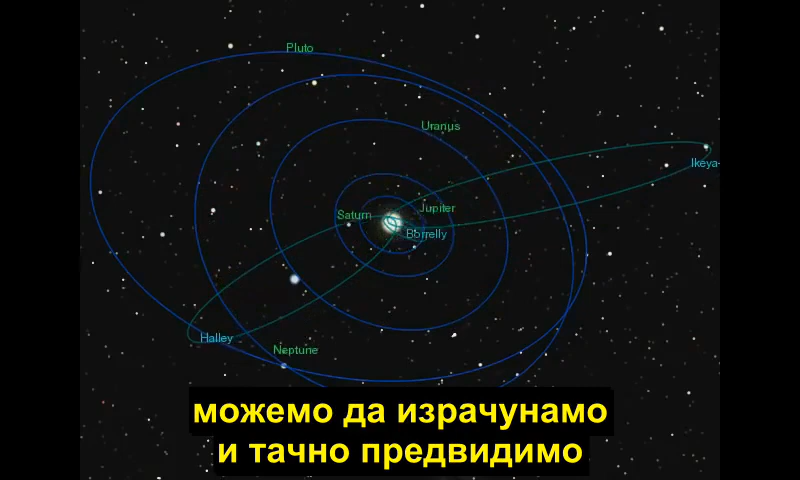 Pluto
Uranus
Ikeya-
Saturn
Jupiter
Borrelly
Halley
Neptune
можемо да израчунамо
и тачно предвидимо